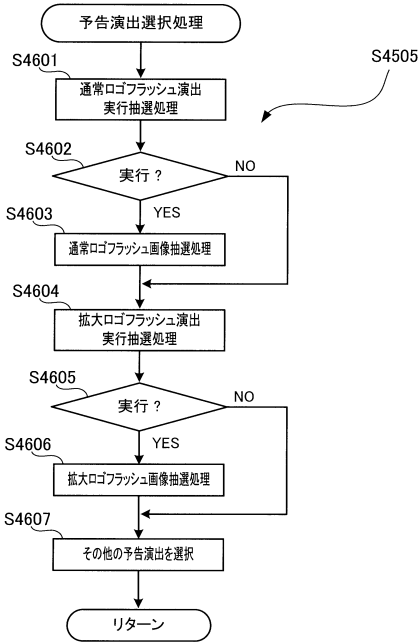 予告演出選択処理
S4505
S4601
通常ロゴフラッシュ演出
実行抽選処理
S4602
実行？
NO
YES
S4603
通常ロゴフラッシュ画像抽選処理
S4604
拡大ロゴフラッシュ演出
実行抽選処理
S4605
実行？
NO
YES
S4606
拡大ロゴフラッシュ画像抽選処理
S4607
その他の予告演出を選択
リターン